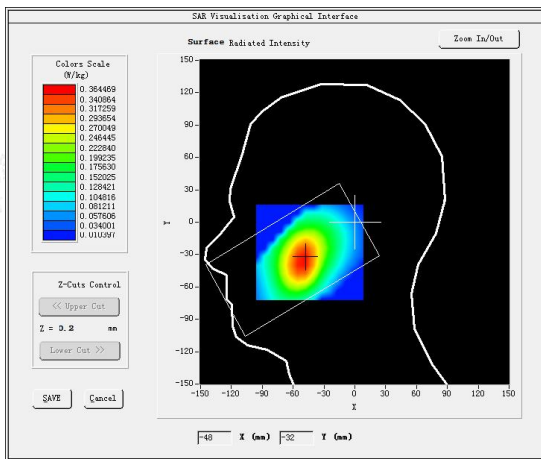 SAR Visualisation Graphical Interface
Surface Radiated Intensity
Zoom In/Out
Colors Scale
(W/kg)
0.364469
0.340864
0.317259
0.293654
0.270049
0.246445
0.222840
0.199235
0.175630
0.152025
0.128421
0.104816
0.081211
0.057606
0.034001
0.010397
Z-Cuts Control
<< Upper Cut
Z = 3.2 mm
Lower Cut >>
SAVE
Cancel
150
120
90
60
30
0
-30
-60
-90
-120
-150
Y
-150 -120 -90 -60 -30 0 30 60 90 120 150
X
-48 X (mm) -32 Y (mm)